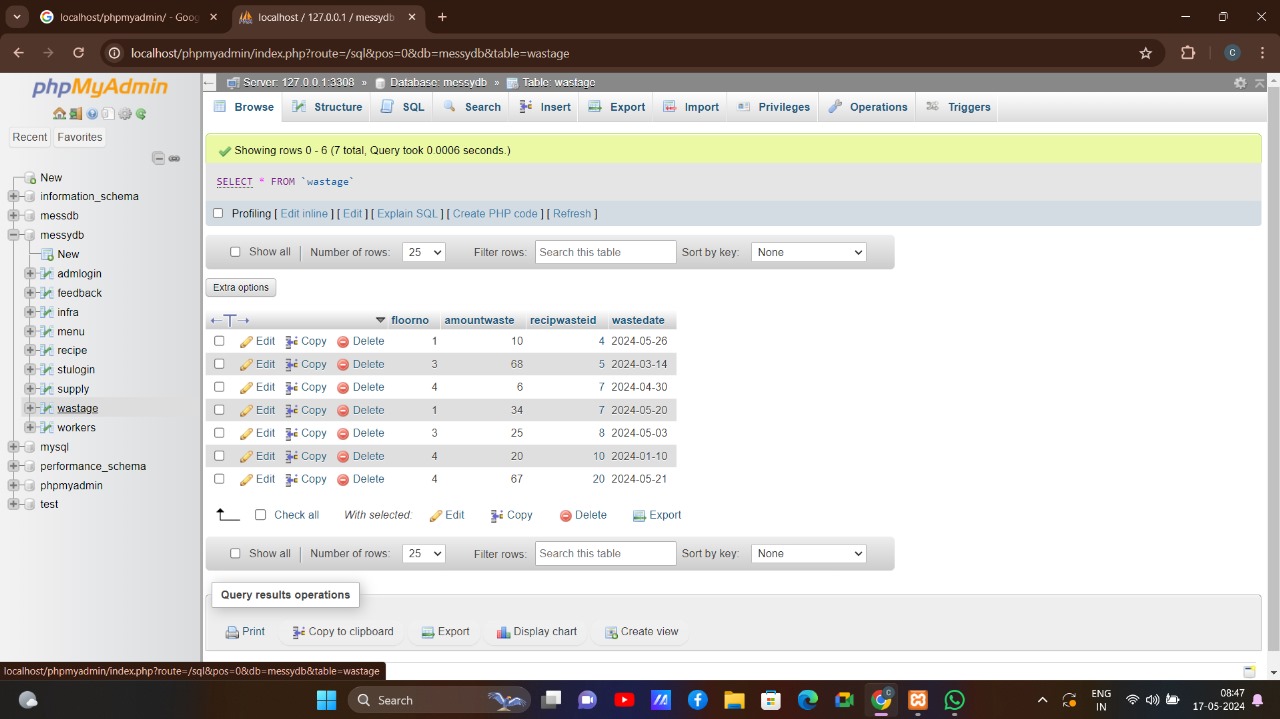 localhost/phpmyadmin/ - Goog
localhost / 127.0.0.1 / messydb
localhost/phpmyadmin/index.php?route=/sql&pos=0&db=messydb&table=wastage
C
phpMyAdmin
Recent Favorites
New
information_schema
messdb
messydb
New
admlogin
feedback
infra
menu
recipe
stulogin
supply
wastage
workers
mysql
performance_schema
phpmyadmin
test
Server: 127.0.0.1:3308 » Database: messydb » Table: wastage
Browse Structure SQL Search Insert Export Import Privileges Operations Triggers
Showing rows 0 - 6 (7 total, Query took 0.0006 seconds.)
SELECT * FROM `wastage`
Profiling [ Edit inline ] [ Edit ] [ Explain SQL ] [ Create PHP code ] [ Refresh ]
Show all Number of rows: 25 Filter rows: Search this table Sort by key: None
Extra options
←T→ floorno amountwaste recipwasteid wastedate
Edit Copy Delete 1 10 4 2024-05-26
Edit Copy Delete 3 68 5 2024-03-14
Edit Copy Delete 4 6 7 2024-04-30
Edit Copy Delete 1 34 7 2024-05-20
Edit Copy Delete 3 25 8 2024-05-03
Edit Copy Delete 4 20 10 2024-01-10
Edit Copy Delete 4 67 20 2024-05-21
Check all With selected: Edit Copy Delete Export
Show all Number of rows: 25 Filter rows: Search this table Sort by key: None
Query results operations
Print Copy to clipboard Export Display chart Create view
localhost/phpmyadmin/index.php?route=/sql&pos=0&db=messydb&table=wastage
Search
ENG
IN
08:47
17-05-2024